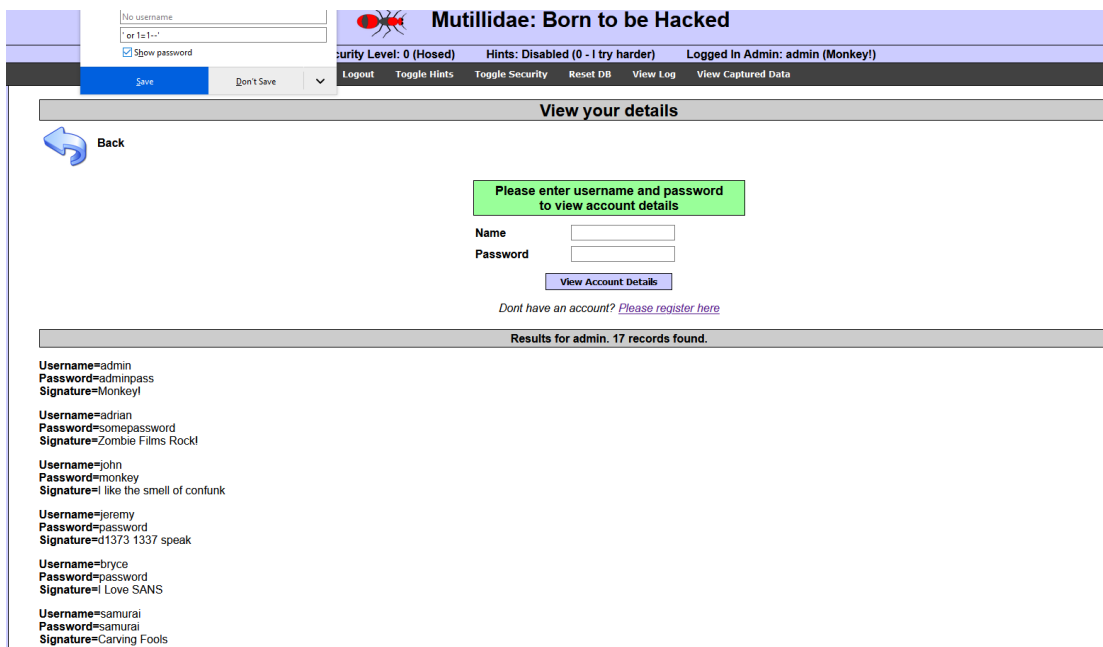 No username
Mutillidae: Born to be Hacked
' or 1=1--'
Show password
curity Level: 0 (Hosed) Hints: Disabled (0 - I try harder) Logged In Admin: admin (Monkey!)
Save Don't Save Logout Toggle Hints Toggle Security Reset DB View Log View Captured Data
View your details
Back
Please enter username and password
to view account details
Name
Password
View Account Details
Dont have an account? Please register here
Results for admin. 17 records found.
Username=admin
Password=adminpass
Signature=Monkey!
Username=adrian
Password=somepassword
Signature=Zombie Films Rock!
Username=john
Password=monkey
Signature=I like the smell of confunk
Username=jeremy
Password=password
Signature=d1373 1337 speak
Username=bryce
Password=password
Signature=I Love SANS
Username=samurai
Password=samurai
Signature=Carving Fools